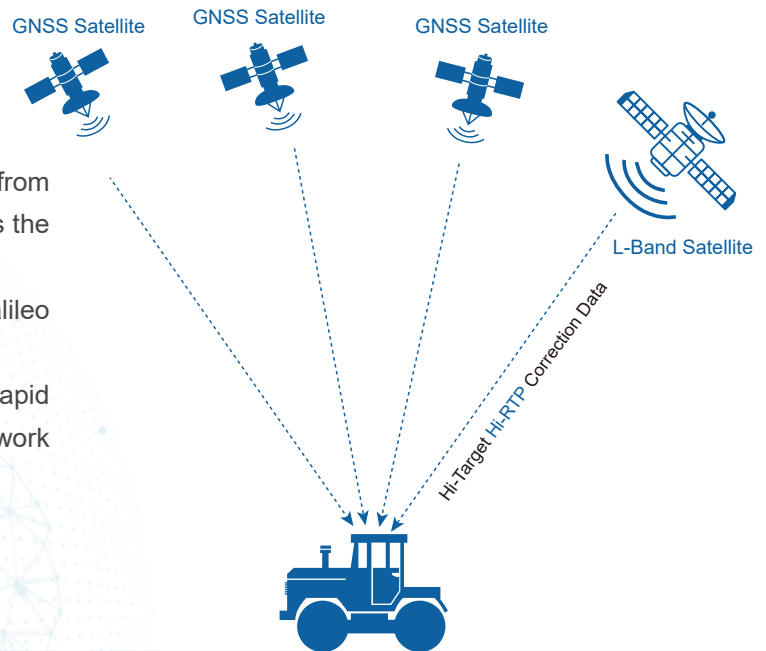 GNSS Satellite
GNSS Satellite
GNSS Satellite
from
s the
L-Band Satellite
lileo
Hi-Target Hi-RTP Correction Data
apid
work